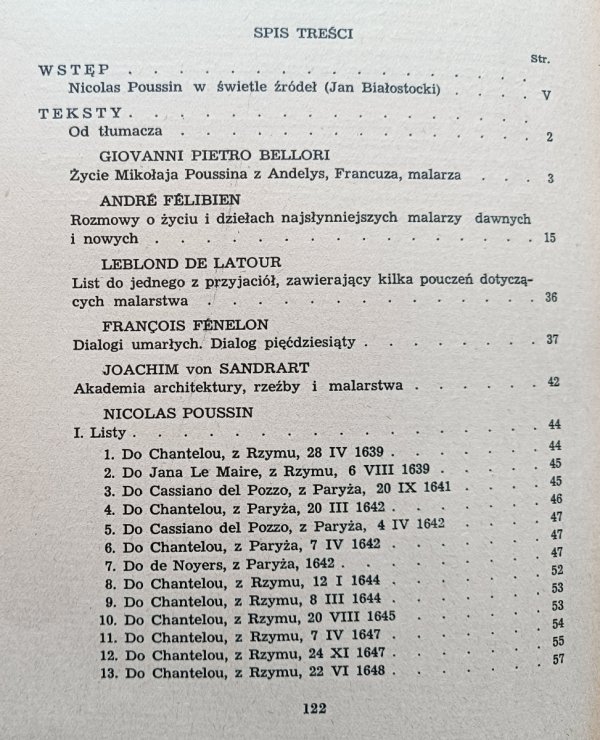 SPIS TREŚCI
Str.
WSTĘP . . . . . . . . . . . . . . .
Nicolas Poussin w świetle źródeł (Jan Białostocki) . . . . V
TEKSTY . . . . . . . . . . . . . . .
Od tłumacza . . . . . . . . . . . . . 2
GIOVANNI PIETRO BELLORI
Życie Mikołaja Poussina z Andelys, Francuza, malarza . . . 3
ANDRÉ FÉLIBIEN
Rozmowy o życiu i dziełach najsłynniejszych malarzy dawnych
i nowych . . . . . . . . . . . . . . 15
LEBLOND DE LATOUR
List do jednego z przyjaciół, zawierający kilka pouczeń dotyczą-
cych malarstwa . . . . . . . . . . . . 36
FRANÇOIS FÉNELON
Dialogi umarłych. Dialog pięćdziesiąty . . . . . . . 37
JOACHIM von SANDRART
Akademia architektury, rzeźby i malarstwa . . . . . . 42
NICOLAS POUSSIN
I. Listy . . . . . . . . . . . . . . . 44
1. Do Chantelou, z Rzymu, 28 IV 1639 . . . . . . 44
2. Do Jana Le Maire, z Rzymu, 6 VIII 1639 . . . . . 45
3. Do Cassiano del Pozzo, z Paryża, 20 IX 1641 . . . . 45
4. Do Chantelou, z Paryża, 20 III 1642 . . . . . . 46
5. Do Cassiano del Pozzo, z Paryża, 4 IV 1642 . . . . 47
6. Do Chantelou, z Paryża, 7 IV 1642 . . . . . . 47
7. Do de Noyers, z Paryża, 1642 . . . . . . . . 47
8. Do Chantelou, z Rzymu, 12 I 1644 . . . . . . 52
9. Do Chantelou, z Rzymu, 8 III 1644 . . . . . . 53
10. Do Chantelou, z Rzymu, 20 VIII 1645 . . . . . 53
11. Do Chantelou, z Rzymu, 7 IV 1647 . . . . . . 54
12. Do Chantelou, z Rzymu, 24 XI 1647 . . . . . . 55
13. Do Chantelou, z Rzymu, 22 VI 1648 . . . . . . 57
122